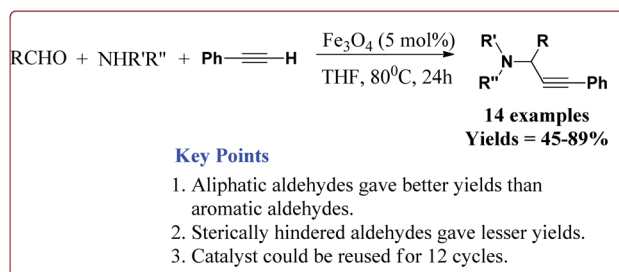 RCHO + NHR'R" + Ph H
Fe3O4 (5 mol%)
THF, 80⁰C, 24h
R' R
N
R" Ph
14 examples
Yields = 45-89%
Key Points
1. Aliphatic aldehydes gave better yields than
aromatic aldehydes.
2. Sterically hindered aldehydes gave lesser yields.
3. Catalyst could be reused for 12 cycles.